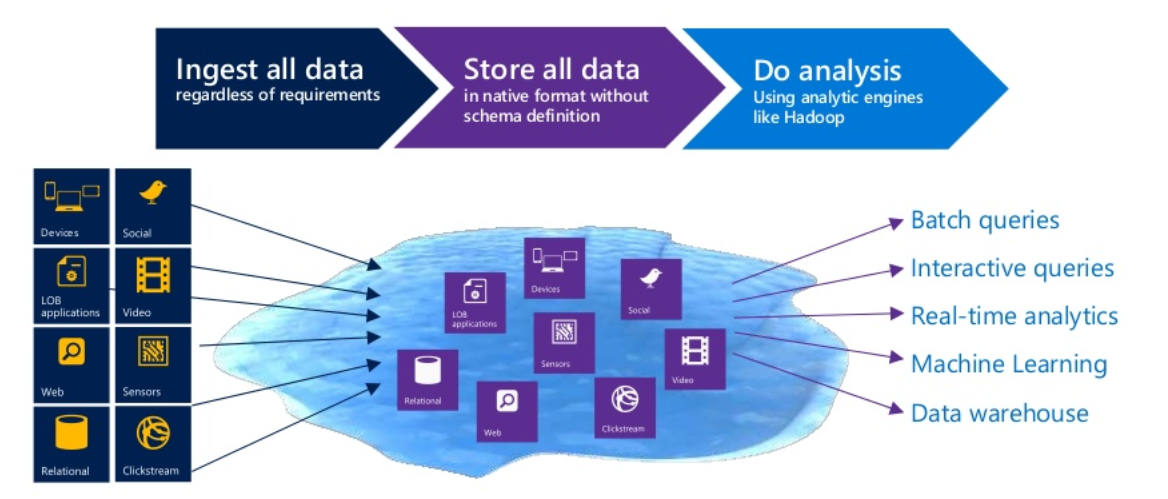 Ingest all data
regardless of requirements
Store all data
in native format without
schema definition
Do analysis
Using analytic engines
like Hadoop
Devices
Social
LOB
applications
Video
Web
Sensors
Relational
Clickstream
Devices
Social
LOB
applications
Sensors
Video
Relational
Web
Clickstream
Batch queries
Interactive queries
Real-time analytics
Machine Learning
Data warehouse